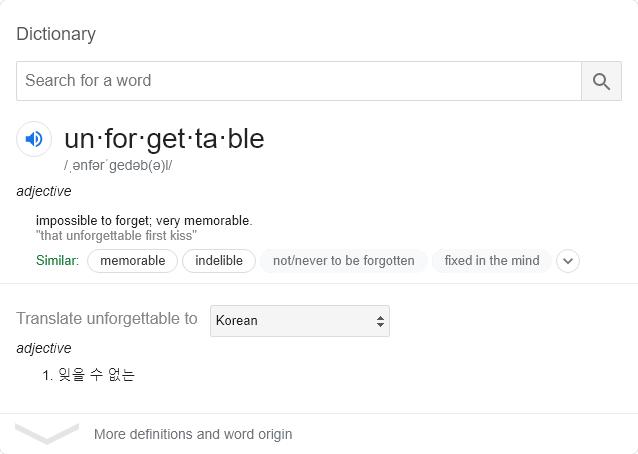 Dictionary
Search for a word
un·for·get·ta·ble
/ˌənfərˈɡedəb(ə)l/
adjective
impossible to forget; very memorable.
"that unforgettable first kiss"
Similar: memorable indelible not/never to be forgotten fixed in the mind
Translate unforgettable to Korean
adjective
1. 잊을 수 없는
More definitions and word origin